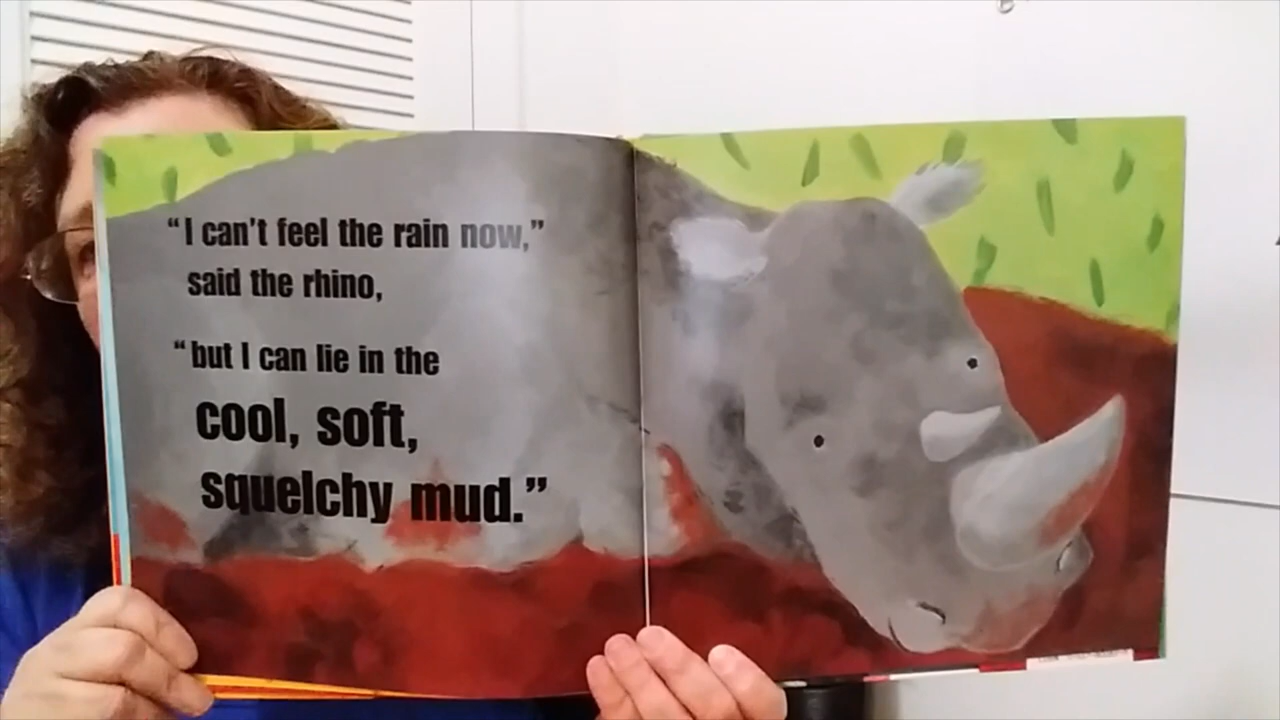 “I can’t feel the rain now,”
said the rhino,
“but I can lie in the
cool, soft,
squelchy mud.”